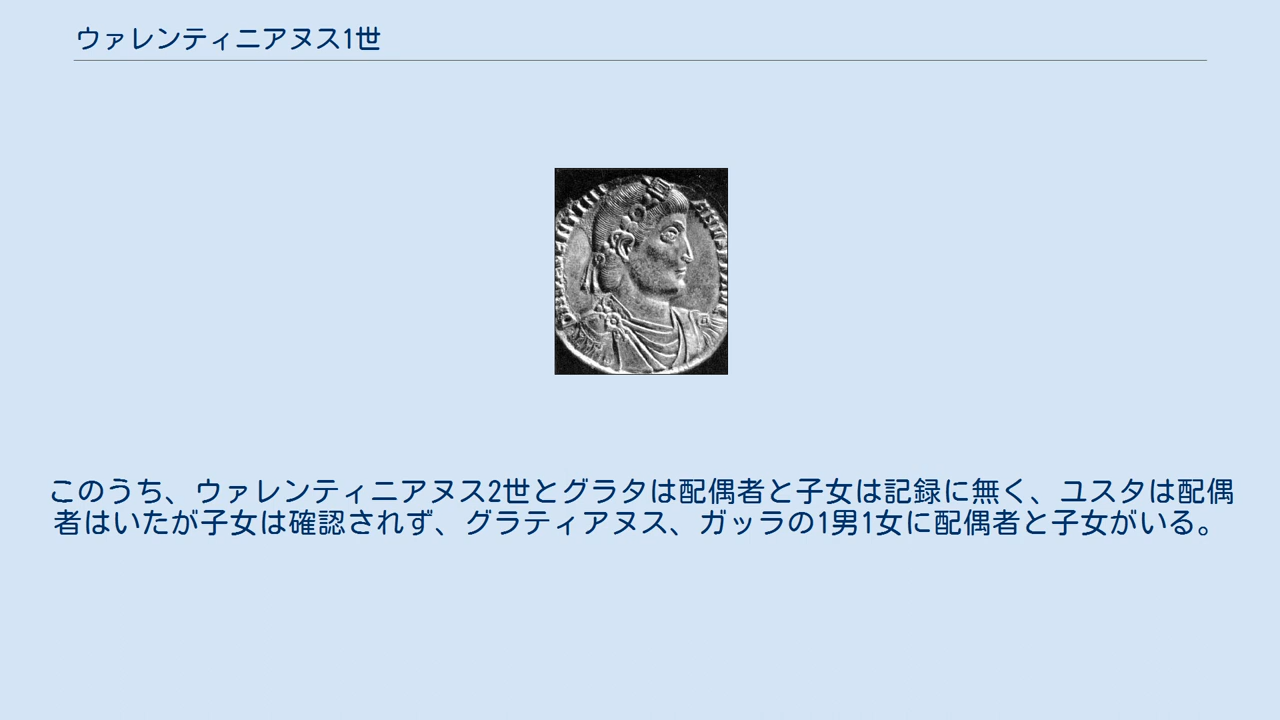 ウァレンティニアヌス1世
このうち、ウァレンティニアヌス2世とグラタは配偶者と子女は記録に無く、ユスタは配偶
者はいたが子女は確認されず、グラティアヌス、ガッラの1男1女に配偶者と子女がいる。